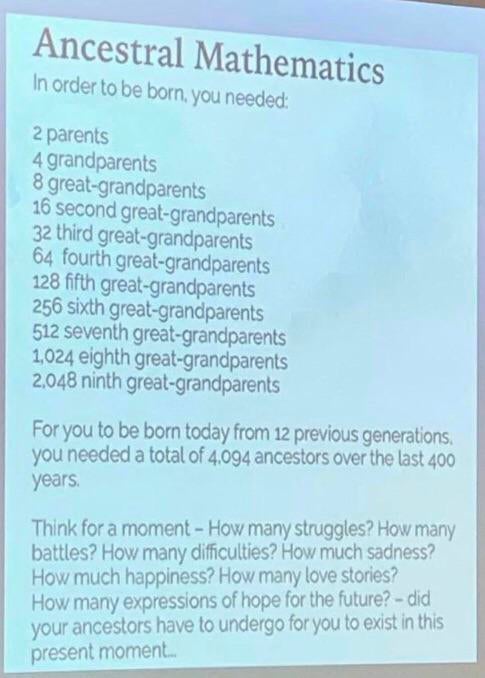 Ancestral Mathematics
In order to be born, you needed:
2 parents
4 grandparents
8 great-grandparents
16 second great-grandparents
32 third great-grandparents
64 fourth great-grandparents
128 fifth great-grandparents
256 sixth great-grandparents
512 seventh great-grandparents
1,024 eighth great-grandparents
2,048 ninth great-grandparents
For you to be born today from 12 previous generations,
you needed a total of 4,094 ancestors over the last 400
years.
Think for a moment – How many struggles? How many
battles? How many difficulties? How much sadness?
How much happiness? How many love stories?
How many expressions of hope for the future? – did
your ancestors have to undergo for you to exist in this
present moment...